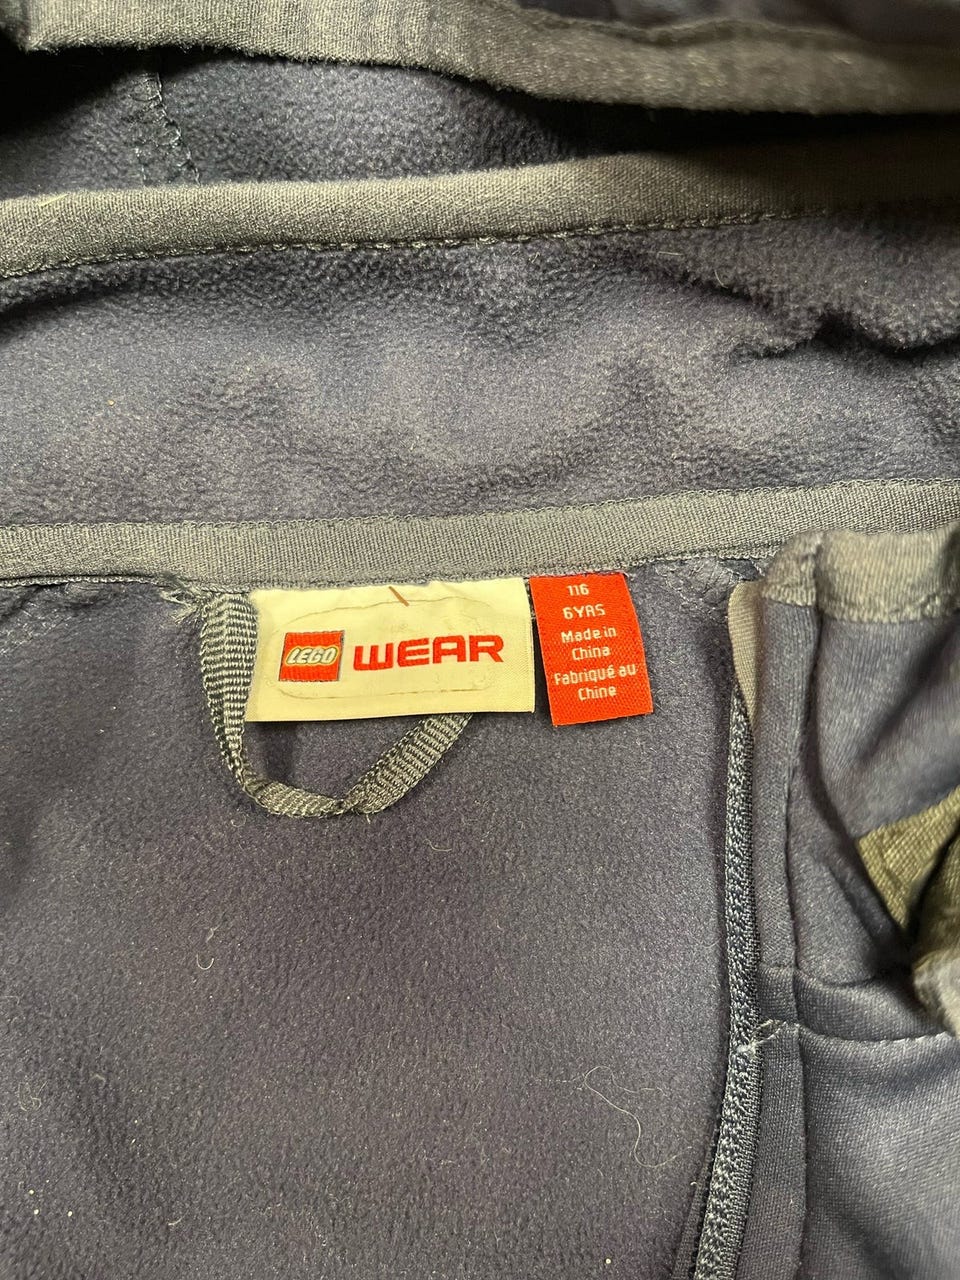 LEGO WEAR
116
6YRS
Made in
China
Fabriqué au
Chine